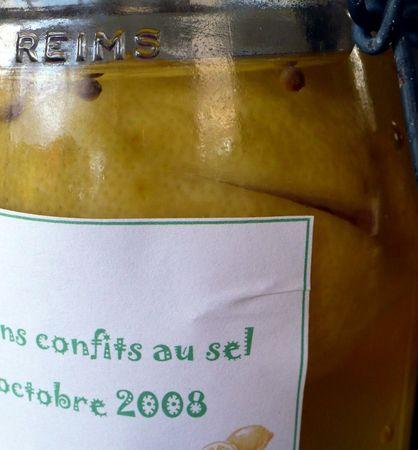 REIMS
ns confits au sel
octobre 2008